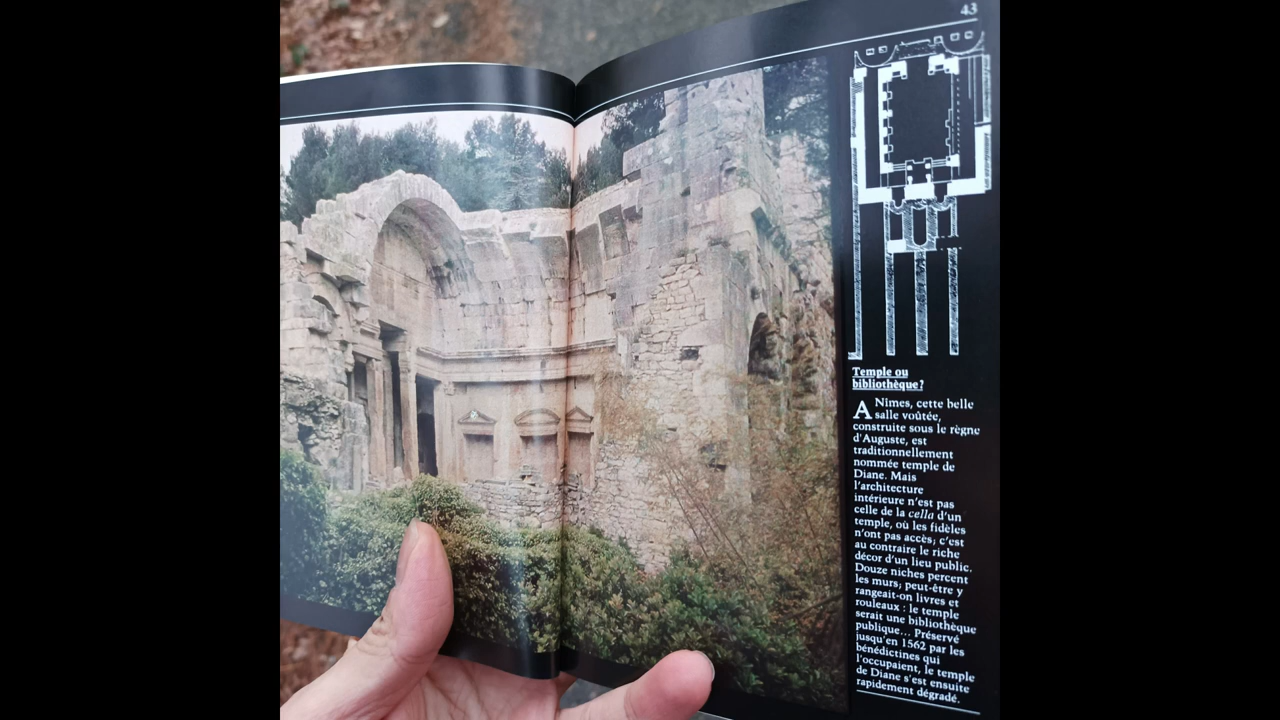 43
Temple ou
bibliothèque?
A Nîmes, cette belle
salle voûtée,
construite sous le règne
d'Auguste, est
traditionnellement
nommée temple de
Diane. Mais
l'architecture
intérieure n'est pas
celle de la cella d'un
temple, où les fidèles
n'ont pas accès; c'est
au contraire le riche
décor d'un lieu public.
Douze niches percent
les murs; peut-être y
rangeait-on livres et
rouleaux : le temple
serait une bibliothèque
publique... Préservé
jusqu'en 1562 par les
bénédictines qui
l'occupaient, le temple
de Diane s'est ensuite
rapidement dégradé.